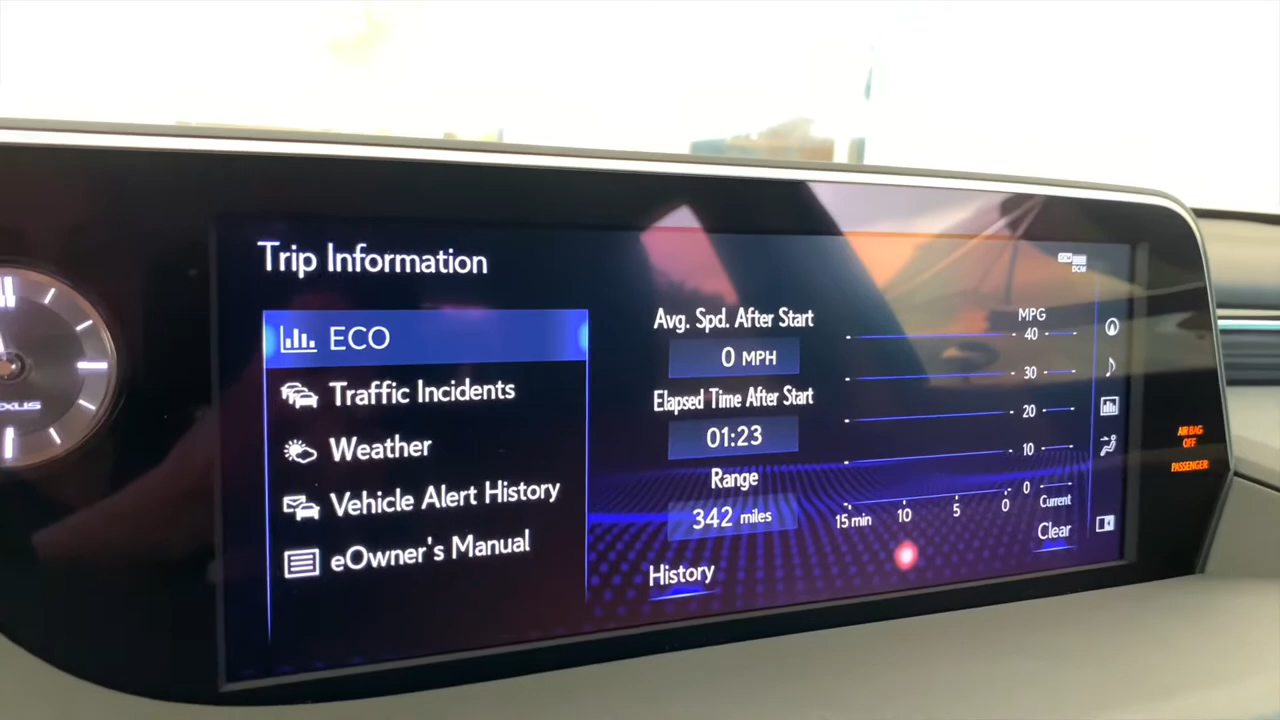 Trip Information
ECO
Traffic Incidents
Weather
Vehicle Alert History
eOwner's Manual
Avg. Spd. After Start
0 MPH
Elapsed Time After Start
01:23
Range
342 miles
History
MPG
40
30
20
10
0
15 min 10 5 0
Current
Clear
DCM
AIR BAG
OFF
PASSENGER